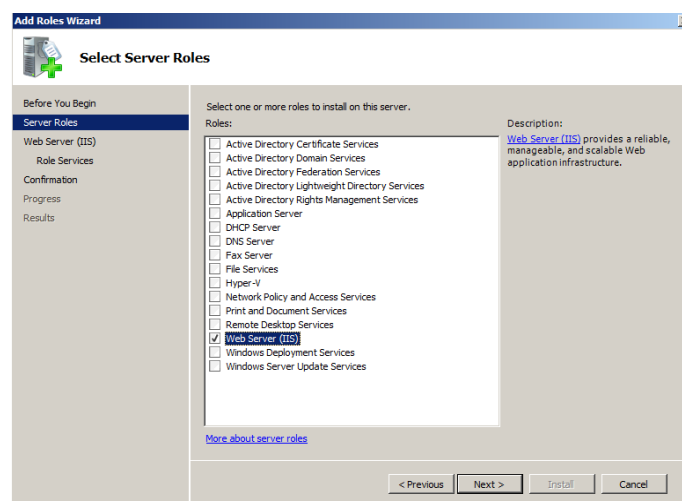 Add Roles Wizard
Select Server Roles
Before You Begin
Server Roles
Web Server (IIS)
Role Services
Confirmation
Progress
Results
Select one or more roles to install on this server.
Roles:
Active Directory Certificate Services
Active Directory Domain Services
Active Directory Federation Services
Active Directory Lightweight Directory Services
Active Directory Rights Management Services
Application Server
DHCP Server
DNS Server
Fax Server
File Services
Hyper-V
Network Policy and Access Services
Print and Document Services
Remote Desktop Services
Web Server (IIS)
Windows Deployment Services
Windows Server Update Services
More about server roles
Description:
Web Server (IIS) provides a reliable,
manageable, and scalable Web
application infrastructure.
< Previous Next > Install Cancel